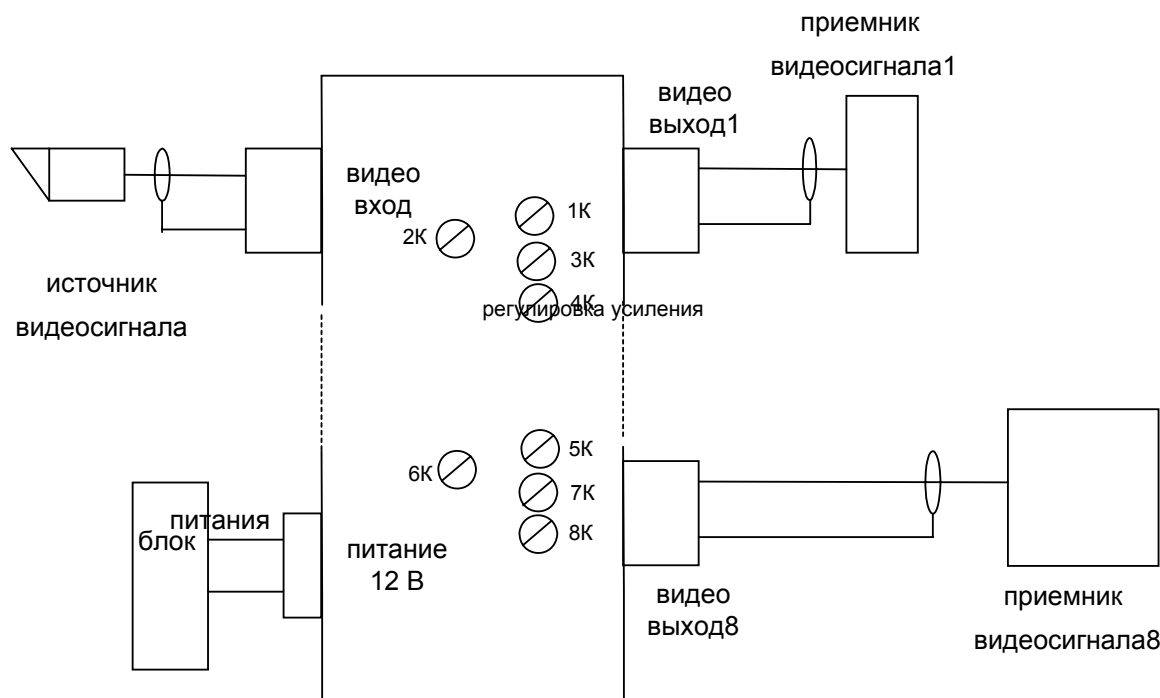 приемник
видеосигнала1
видео
выход1
видео
вход
1К
2К
3К
4К
регулировка усиления
источник
видеосигнала
5К
6К
7К
8К
питания
блок
питание
12 В
видео
выход8
приемник
видеосигнала8